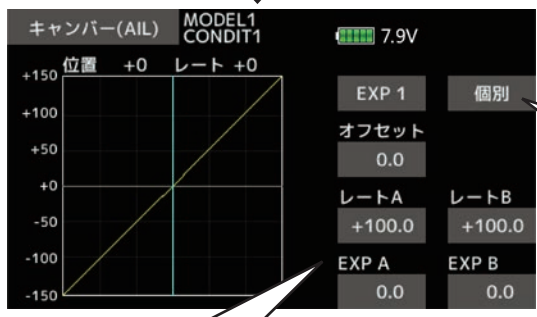 キャンバー(AIL)
MODEL1
CONDIT1
7.9V
位置 +0 レート +0
+150
+100
+50
+0
-50
-100
-150
EXP 1 個別
オフセット
0.0
レートA レートB
+100.0 +100.0
EXP A EXP B
0.0 0.0